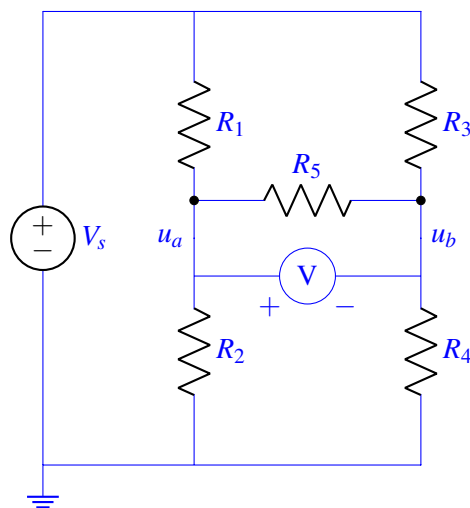 R1 R3
R5
+ − Vs
ua ub
V
+ −
R2 R4